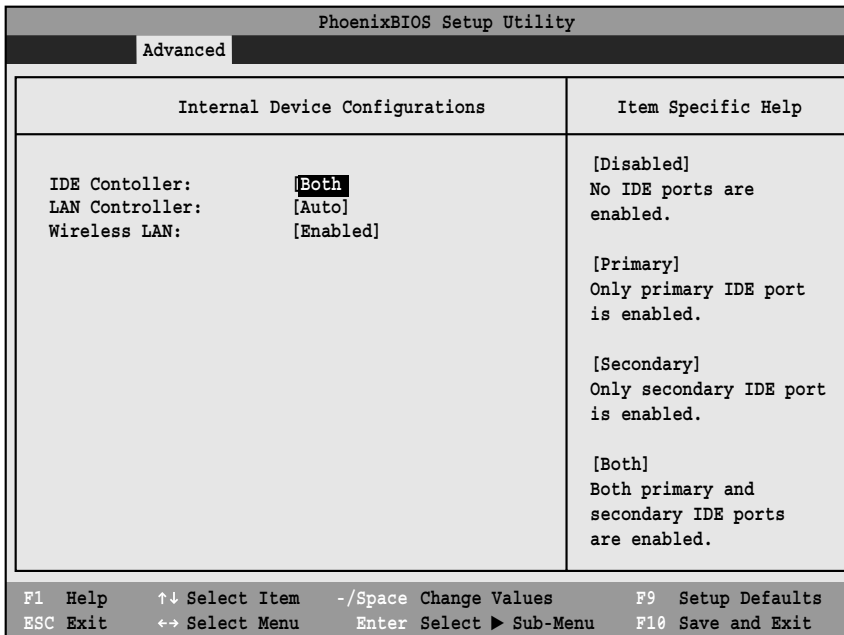 PhoenixBIOS Setup Utility
Advanced
Internal Device Configurations
Item Specific Help
IDE Contoller: [Both
LAN Controller: [Auto]
Wireless LAN: [Enabled]
[Disabled]
No IDE ports are
enabled.
[Primary]
Only primary IDE port
is enabled.
[Secondary]
Only secondary IDE port
is enabled.
[Both]
Both primary and
secondary IDE ports
are enabled.
F1 Help ↑↓ Select Item -/Space Change Values F9 Setup Defaults
ESC Exit ←→ Select Menu Enter Select ▶ Sub-Menu F10 Save and Exit